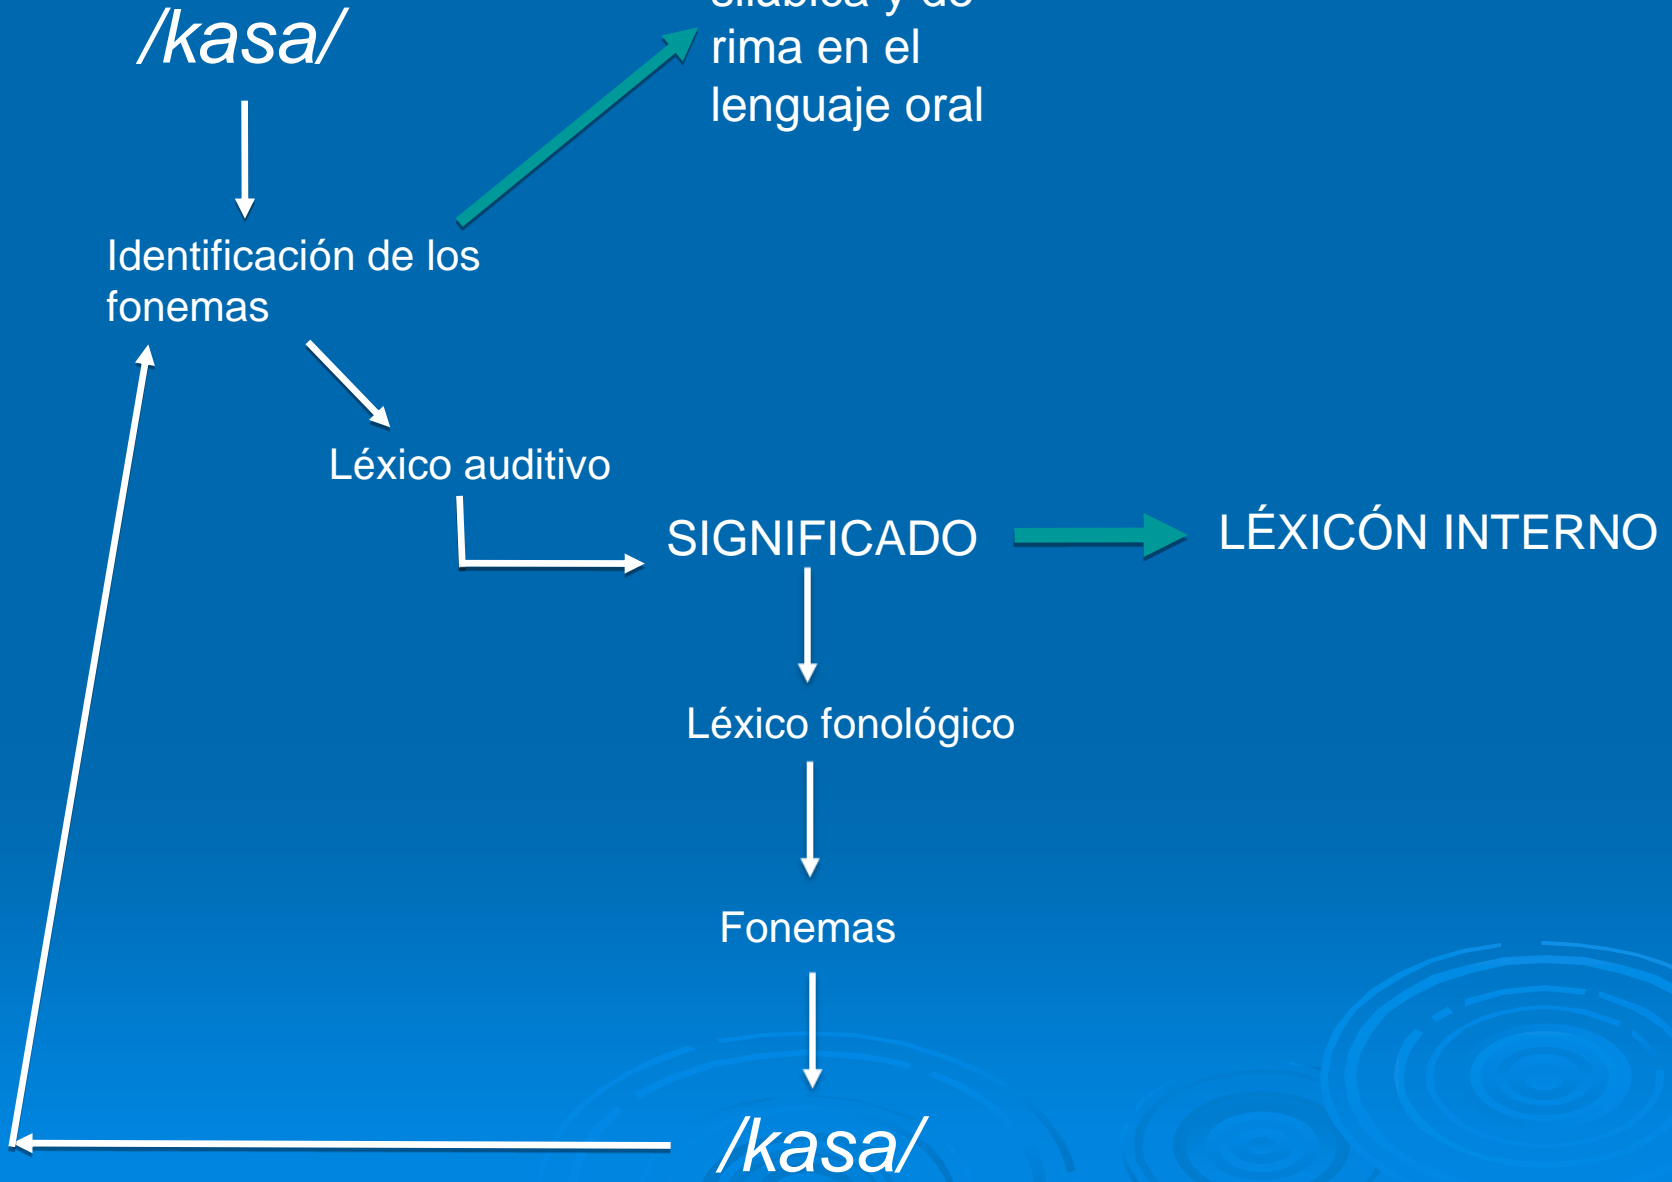 /kasa/
rima en el
lenguaje oral
Identificación de los
fonemas
Léxico auditivo
SIGNIFICADO
LÉXICÓN INTERNO
Léxico fonológico
Fonemas
/kasa/